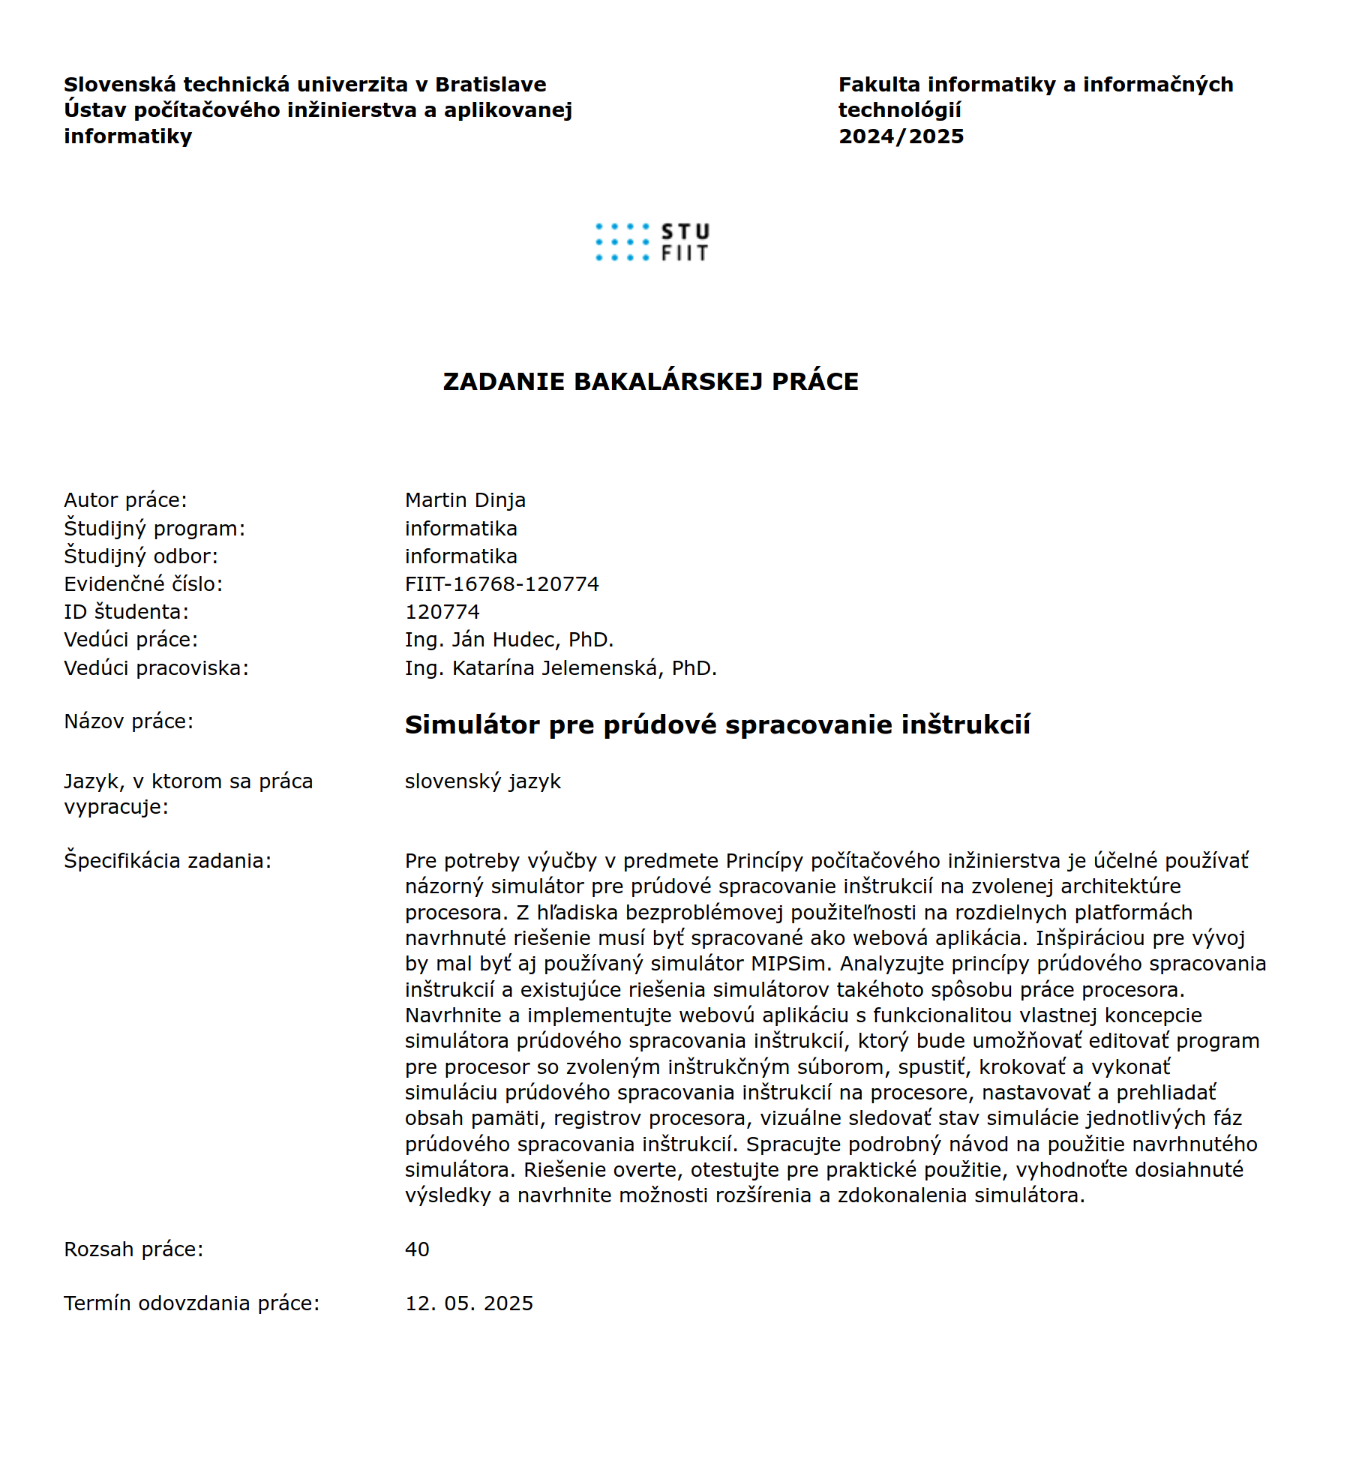 Slovenská technická univerzita v Bratislave
Ústav počítačového inžinierstva a aplikovanej
informatiky
Fakulta informatiky a informačných
technológií
2024/2025
STU
FIIT
ZADANIE BAKALÁRSKEJ PRÁCE
Autor práce: Martin Dinja
Študijný program: informatika
Študijný odbor: informatika
Evidenčné číslo: FIIT-16768-120774
ID študenta: 120774
Vedúci práce: Ing. Ján Hudec, PhD.
Vedúci pracoviska: Ing. Katarína Jelemenská, PhD.
Názov práce: Simulátor pre prúdové spracovanie inštrukcií
Jazyk, v ktorom sa práca slovenský jazyk
vypracuje:
Špecifikácia zadania: Pre potreby výučby v predmete Princípy počítačového inžinierstva je účelné používať
názorný simulátor pre prúdové spracovanie inštrukcií na zvolenej architektúre
procesora. Z hľadiska bezproblémovej použiteľnosti na rozdielnych platformách
navrhnuté riešenie musí byť spracované ako webová aplikácia. Inšpiráciou pre vývoj
by mal byť aj používaný simulátor MIPSim. Analyzujte princípy prúdového spracovania
inštrukcií a existujúce riešenia simulátorov takéhoto spôsobu práce procesora.
Navrhnite a implementujte webovú aplikáciu s funkcionalitou vlastnej koncepcie
simulátora prúdového spracovania inštrukcií, ktorý bude umožňovať editovať program
pre procesor so zvoleným inštrukčným súborom, spustiť, krokovať a vykonať
simuláciu prúdového spracovania inštrukcií na procesore, nastavovať a prehliadať
obsah pamäti, registrov procesora, vizuálne sledovať stav simulácie jednotlivých fáz
prúdového spracovania inštrukcií. Spracujte podrobný návod na použitie navrhnutého
simulátora. Riešenie overte, otestujte pre praktické použitie, vyhodnoťte dosiahnuté
výsledky a navrhnite možnosti rozšírenia a zdokonalenia simulátora.
Rozsah práce: 40
Termín odovzdania práce: 12. 05. 2025